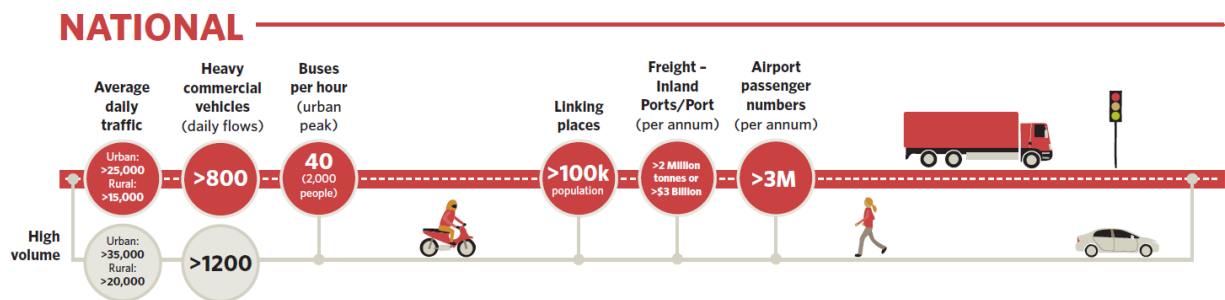 NATIONAL
Average
daily
traffic
Heavy
commercial
vehicles
(daily flows)
Buses
per hour
(urban
peak)
Linking
places
Freight –
Inland
Ports/Port
(per annum)
Airport
passenger
numbers
(per annum)
Urban:
>25,000
Rural:
>15,000
>800
40
(2,000
people)
>100k
population
>2 Million
tonnes or
>$3 Billion
>3M
High
volume
Urban:
>35,000
Rural:
>20,000
>1200